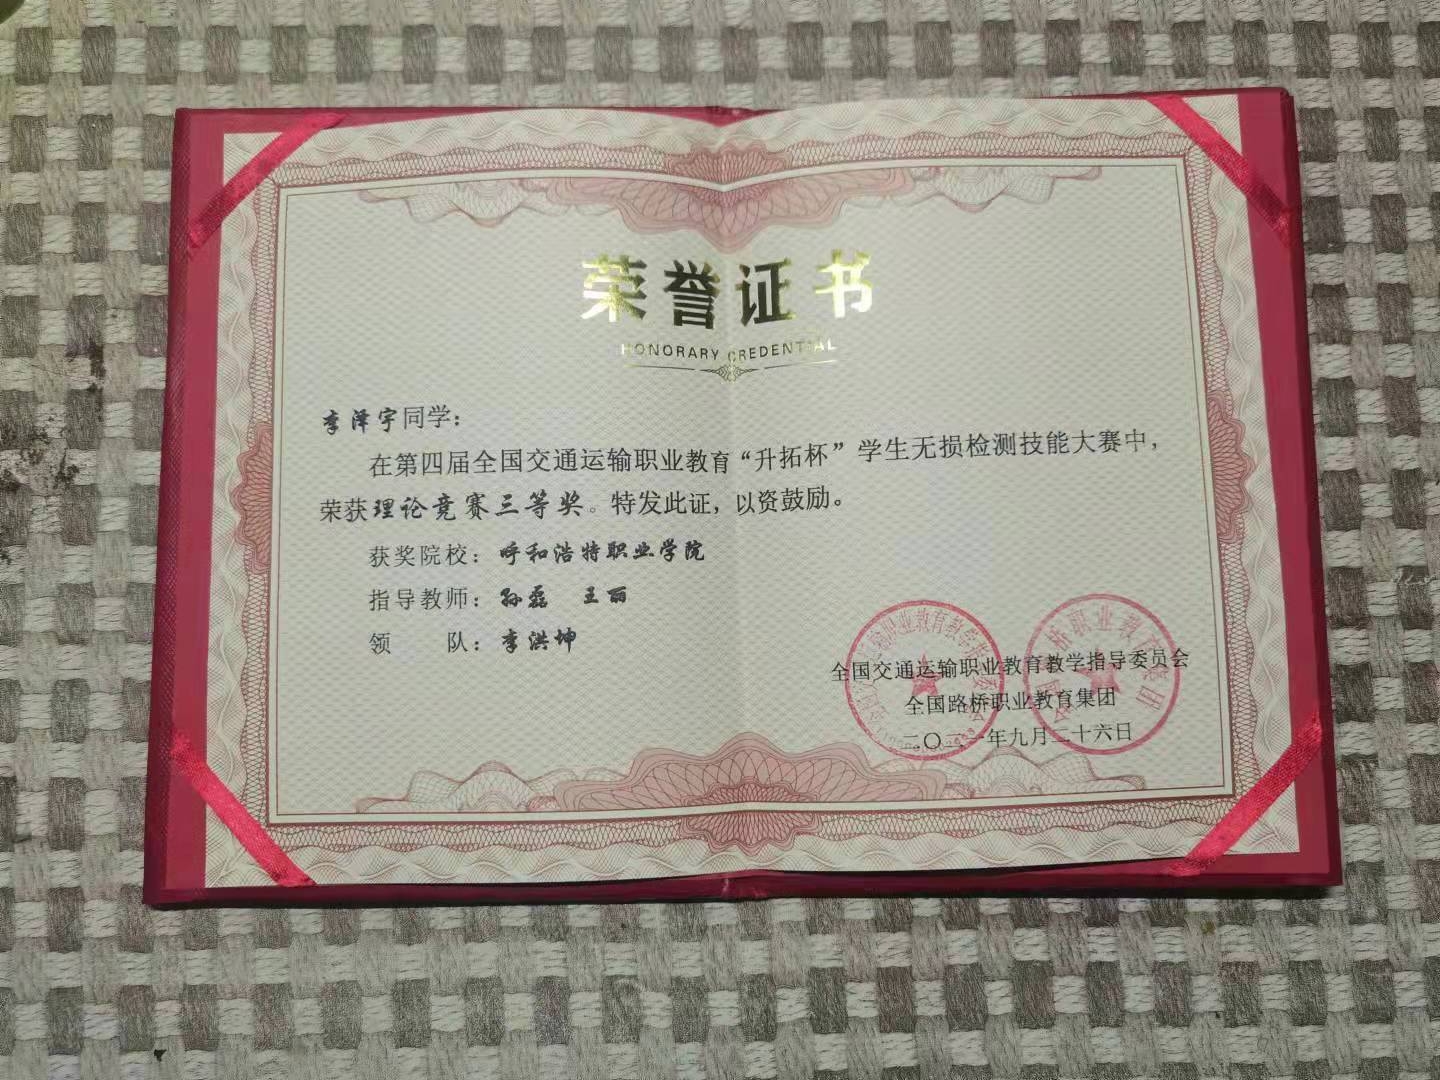 荣誉证书
HONORARY CREDENTIAL
李泽宇同学：
在第四届全国交通运输职业教育“升拓杯”学生无损检测技能大赛中，
荣获理论竞赛三等奖。特发此证，以资鼓励。
获奖院校：呼和浩特职业学院
指导教师：孙磊 王丽
领 队：李洪坤
全国交通运输职业教育教学指导委员会
全国路桥职业教育集团
二〇二一年九月二十六日